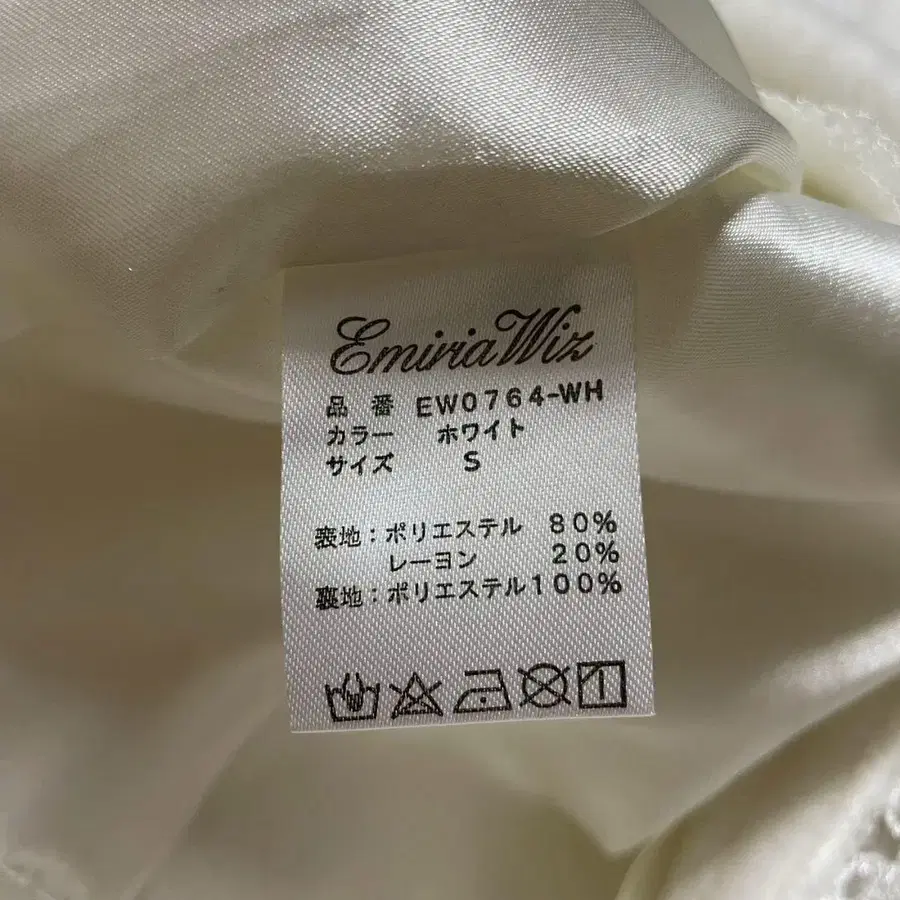 EmiriaWiz
品番 EW0764-WH
カラー ホワイト
サイズ S
表地：ポリエステル 80%
レーヨン 20%
裏地：ポリエステル100%